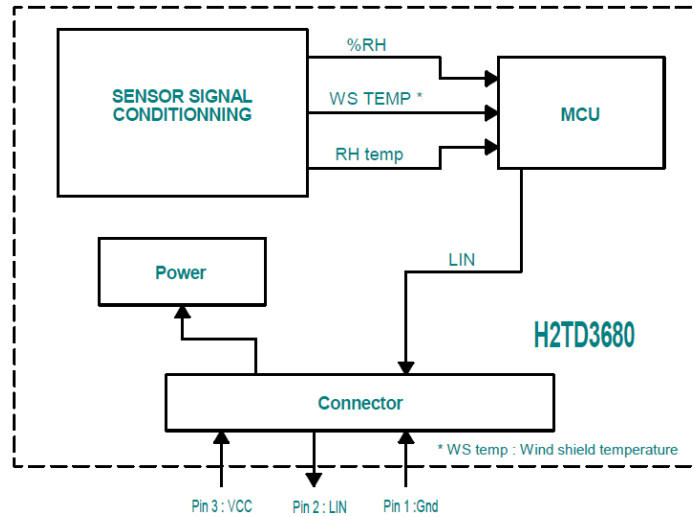 %RH
SENSOR SIGNAL
CONDITIONNING
WS TEMP *
MCU
RH temp
Power
LIN
H2TD3680
Connector
* WS temp : Wind shield temperature
Pin 3 : VCC
Pin 2 : LIN
Pin 1 :Gnd